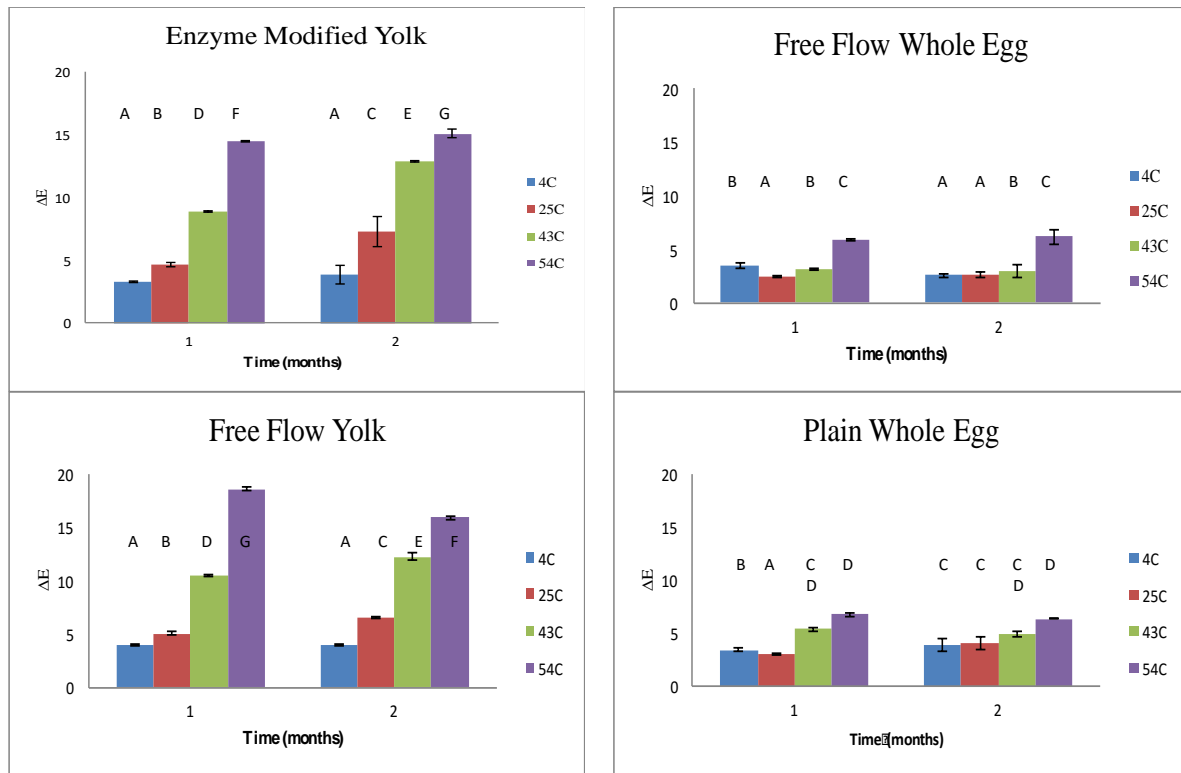 Enzyme Modified Yolk
20
A B D F A C E G
15
ΔE
10
5
0
1 2
Time (months)
4C
25C
43C
54C
Free Flow Whole Egg
20
15
B A B C A A B C
ΔE
10
5
0
1 2
Time (months)
4C
25C
43C
54C
Free Flow Yolk
20
15
A B D G A C E F
ΔE
10
5
0
1 2
Time (months)
4C
25C
43C
54C
Plain Whole Egg
20
15
B A C D C C C D
D D
ΔE
10
5
0
1 2
Time (months)
4C
25C
43C
54C